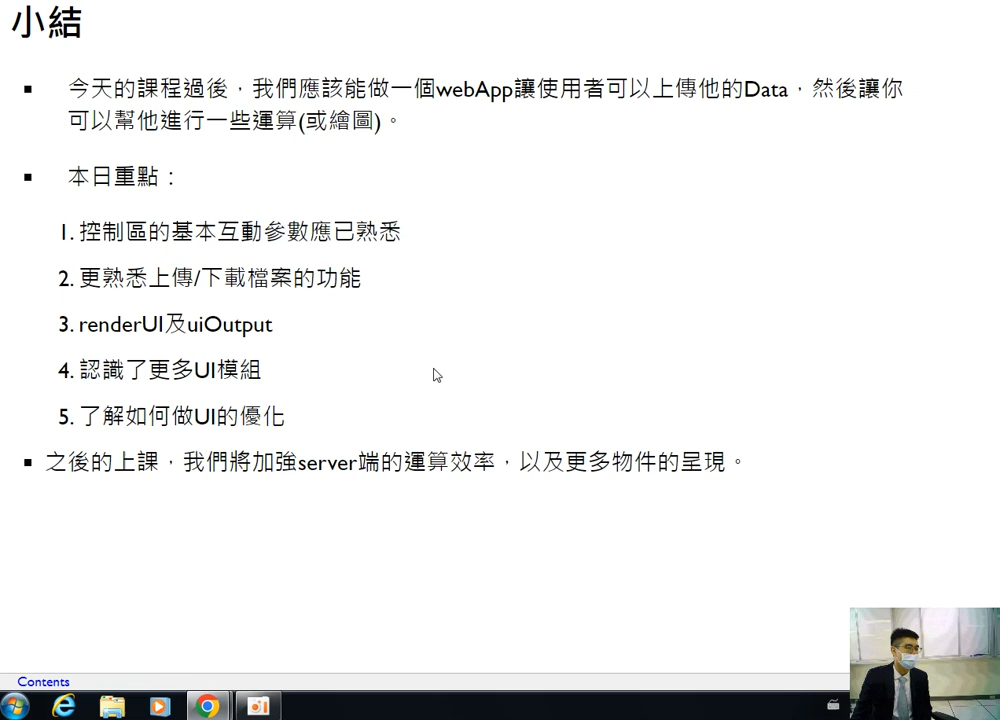 小結
▪ 今天的課程過後，我們應該能做一個webApp讓使用者可以上傳他的Data，然後讓你
可以幫他進行一些運算(或繪圖)。
▪ 本日重點：
1. 控制區的基本互動參數應已熟悉
2. 更熟悉上傳/下載檔案的功能
3. renderUI及uiOutput
4. 認識了更多UI模組
5. 了解如何做UI的優化
▪ 之後的上課，我們將加強server端的運算效率，以及更多物件的呈現。
Contents